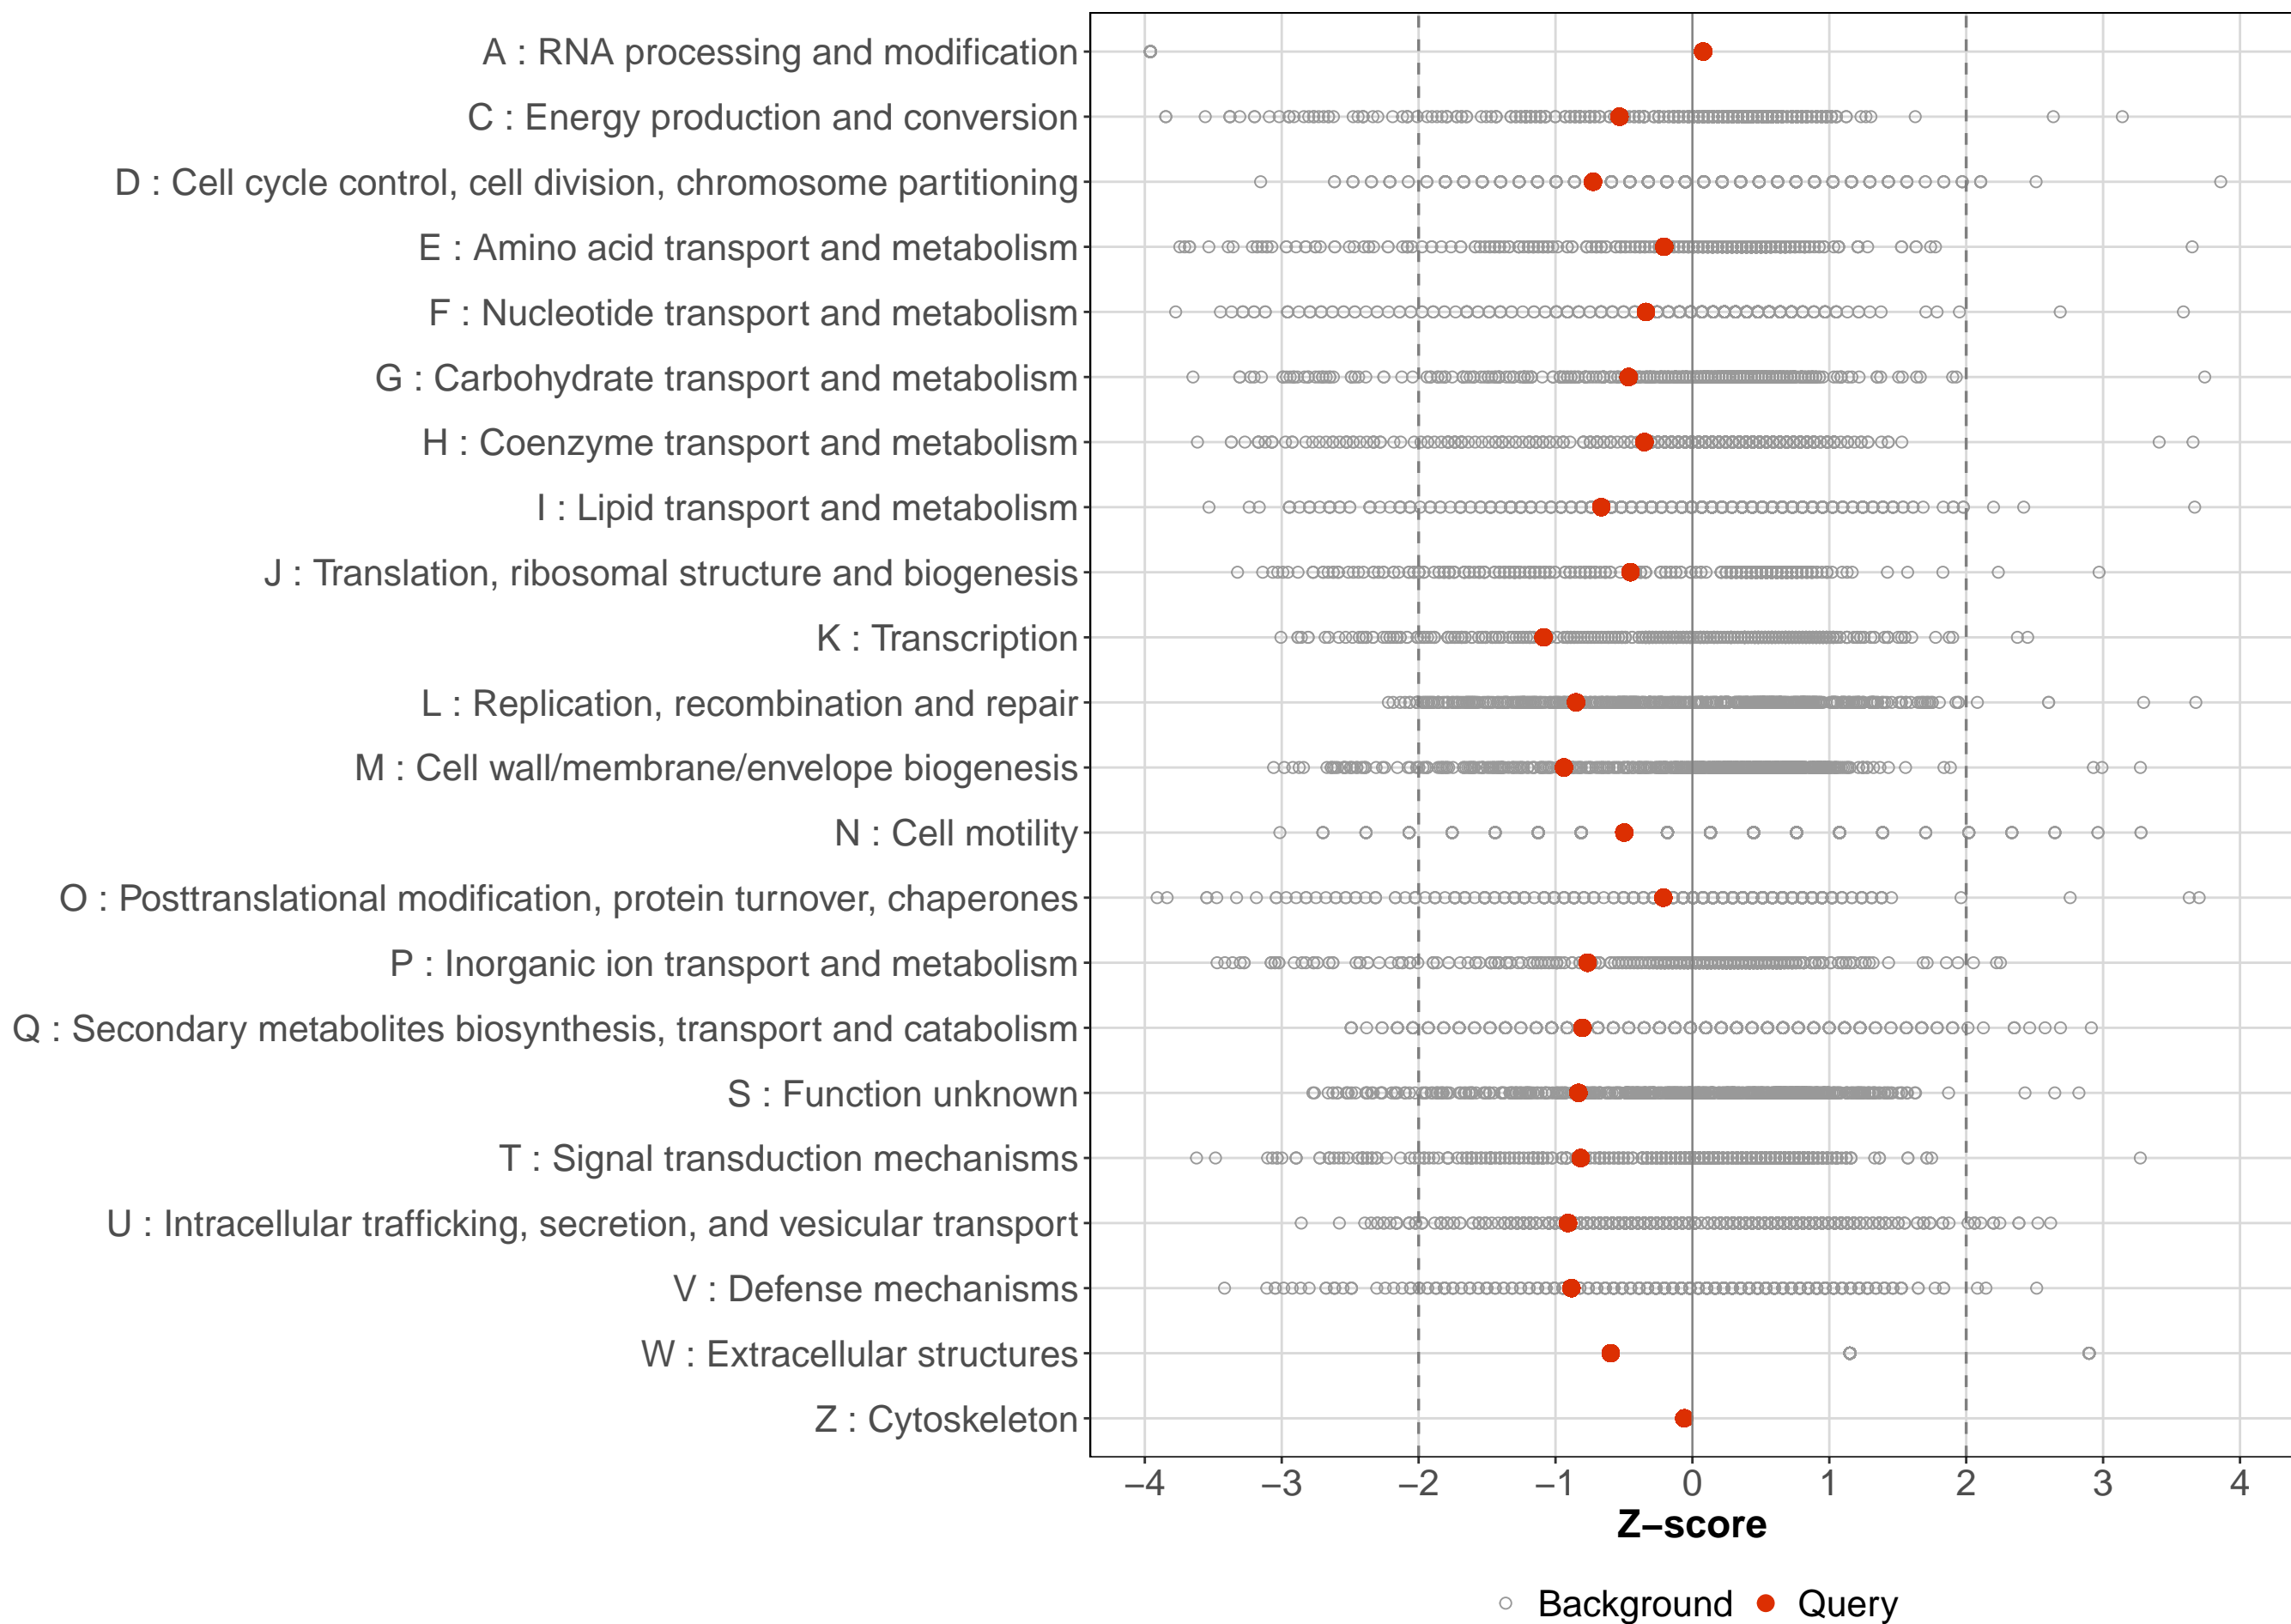 A : RNA processing and modification
C : Energy production and conversion
D : Cell cycle control, cell division, chromosome partitioning
E : Amino acid transport and metabolism
F : Nucleotide transport and metabolism
G : Carbohydrate transport and metabolism
H : Coenzyme transport and metabolism
I : Lipid transport and metabolism
J : Translation, ribosomal structure and biogenesis
K : Transcription
L : Replication, recombination and repair
M : Cell wall/membrane/envelope biogenesis
N : Cell motility
O : Posttranslational modification, protein turnover, chaperones
P : Inorganic ion transport and metabolism
Q : Secondary metabolites biosynthesis, transport and catabolism
S : Function unknown
T : Signal transduction mechanisms
U : Intracellular trafficking, secretion, and vesicular transport
V : Defense mechanisms
W : Extracellular structures
Z : Cytoskeleton
−4 −3 −2 −1 0 1 2 3 4
Z−score
Background Query